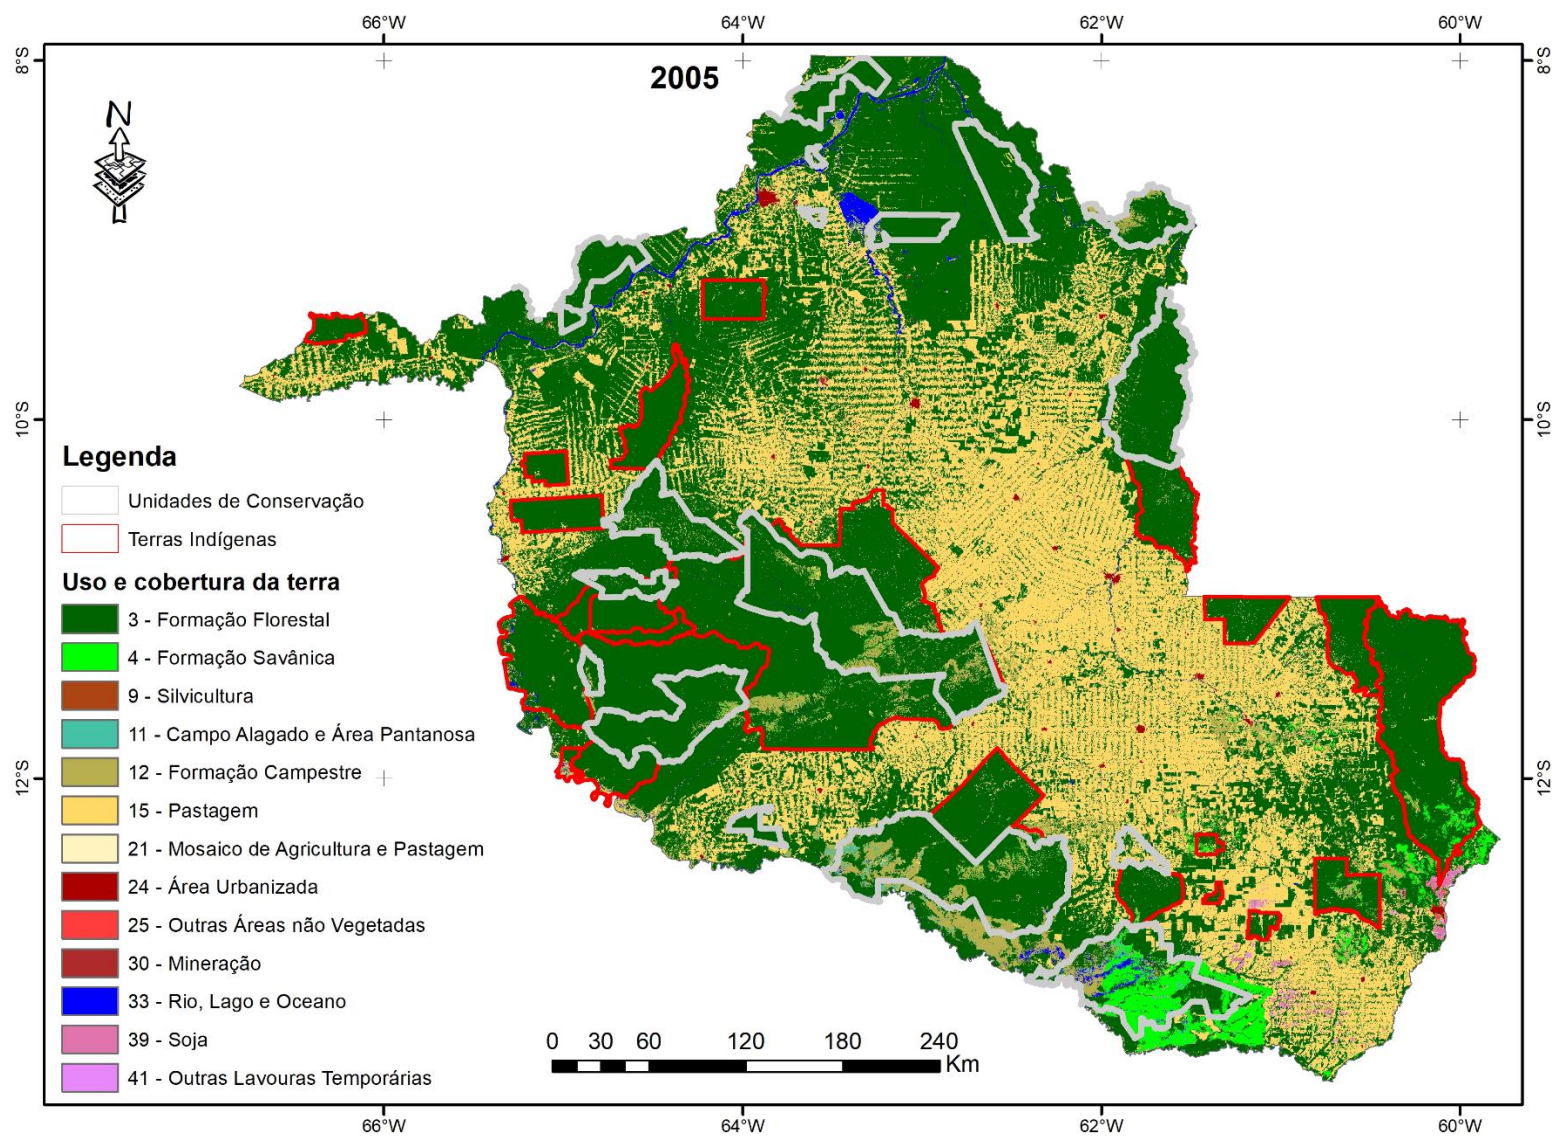 66°W 64°W 62°W 60°W
8°S 8°S
2005
N
10°S 10°S
Legenda
Unidades de Conservação
Terras Indígenas
Uso e cobertura da terra
3 - Formação Florestal
4 - Formação Savânica
9 - Silvicultura
11 - Campo Alagado e Área Pantanosa
12 - Formação Campestre
12°S 12°S
15 - Pastagem
21 - Mosaico de Agricultura e Pastagem
24 - Área Urbanizada
25 - Outras Áreas não Vegetadas
30 - Mineração
33 - Rio, Lago e Oceano
39 - Soja
41 - Outras Lavouras Temporárias
0 30 60 120 180 240
Km
66°W 64°W 62°W 60°W